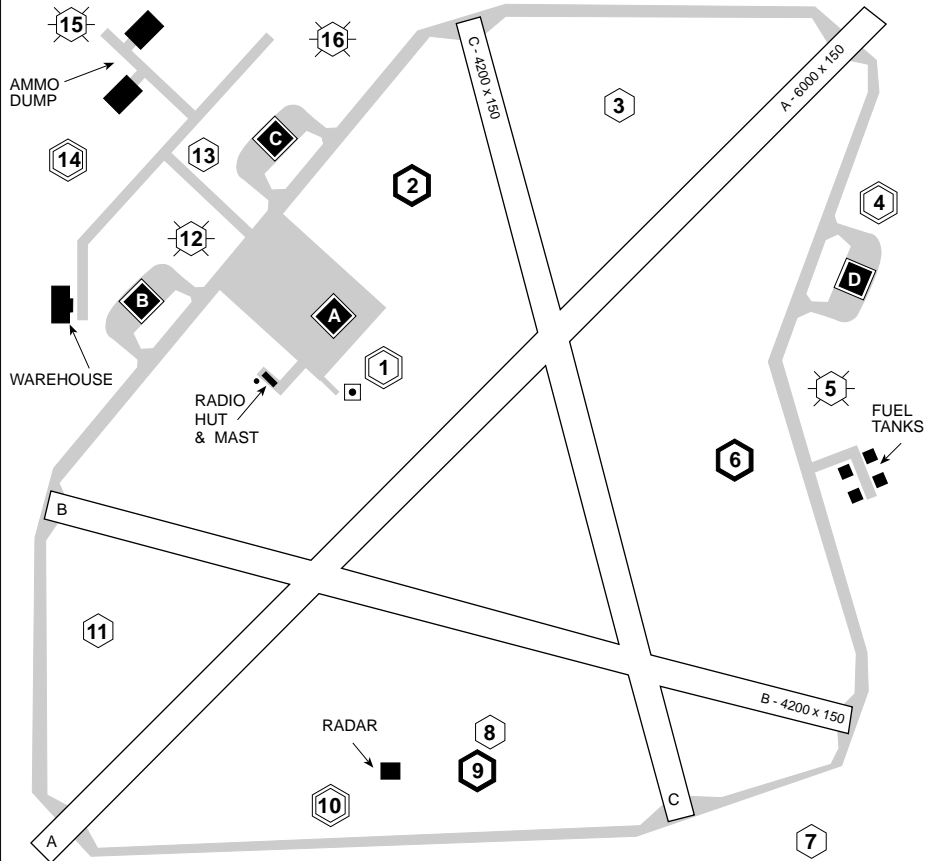 15
16
C - 4200 x 150
A - 6000 x 150
AMMO
DUMP
3
C
13
14
2
4
12
D
B
A
1
WAREHOUSE
RADIO
HUT
& MAST
5
FUEL
TANKS
6
B
11
B - 4200 x 150
RADAR
8
9
10
C
A
7